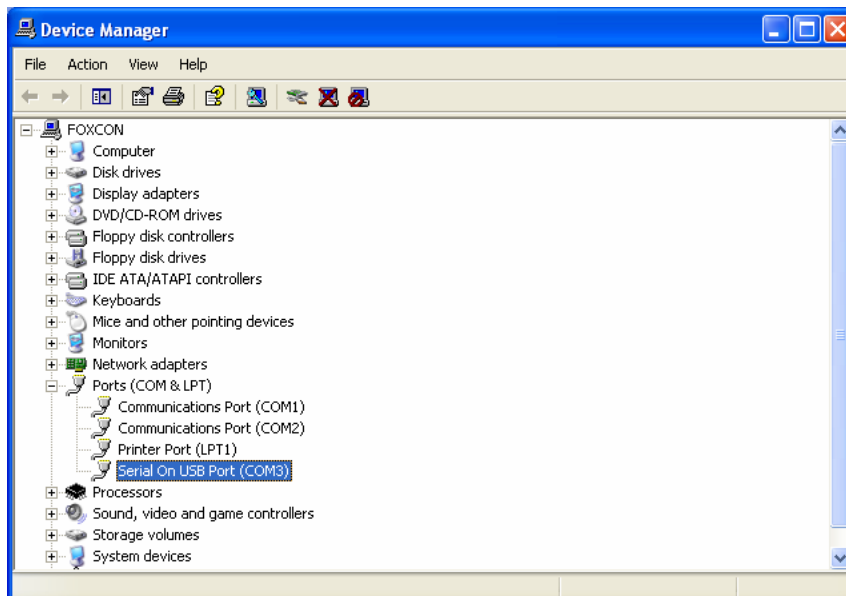 Device Manager
File Action View Help
FOXCON
Computer
Disk drives
Display adapters
DVD/CD-ROM drives
Floppy disk controllers
Floppy disk drives
IDE ATA/ATAPI controllers
Keyboards
Mice and other pointing devices
Monitors
Network adapters
Ports (COM & LPT)
Communications Port (COM1)
Communications Port (COM2)
Printer Port (LPT1)
Serial On USB Port (COM3)
Processors
Sound, video and game controllers
Storage volumes
System devices